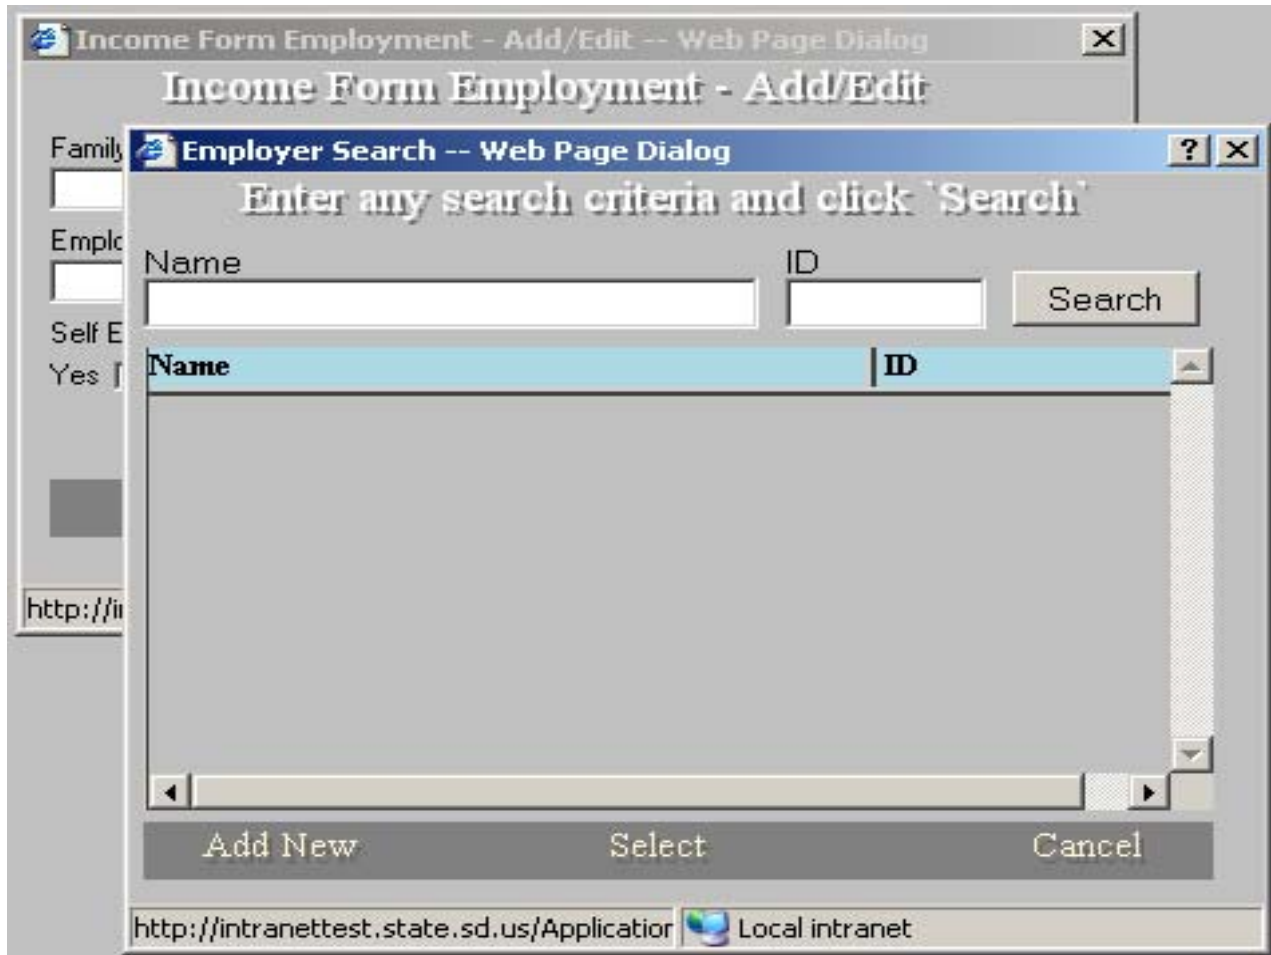 Income Form Employment - Add/Edit -- Web Page Dialog
Income Form Employment - Add/Edit
Family
Employer Search -- Web Page Dialog
Enter any search criteria and click `Search`
Emplo
Name ID
Search
Self E
Yes
Name ID
http://i
Add New Select Cancel
http://intranettest.state.sd.us/Application Local intranet